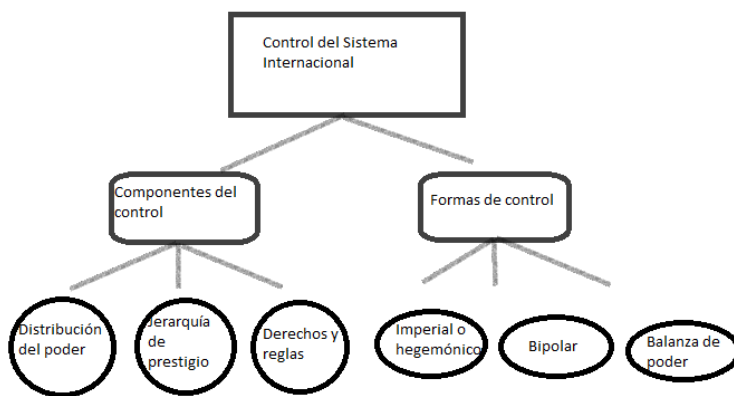 Control del Sistema
Internacional
Componentes del
control
Formas de control
Distribución
del poder
Jerarquía
de
prestigio
Derechos y
reglas
Imperial o
hegemónico
Bipolar
Balanza de
poder